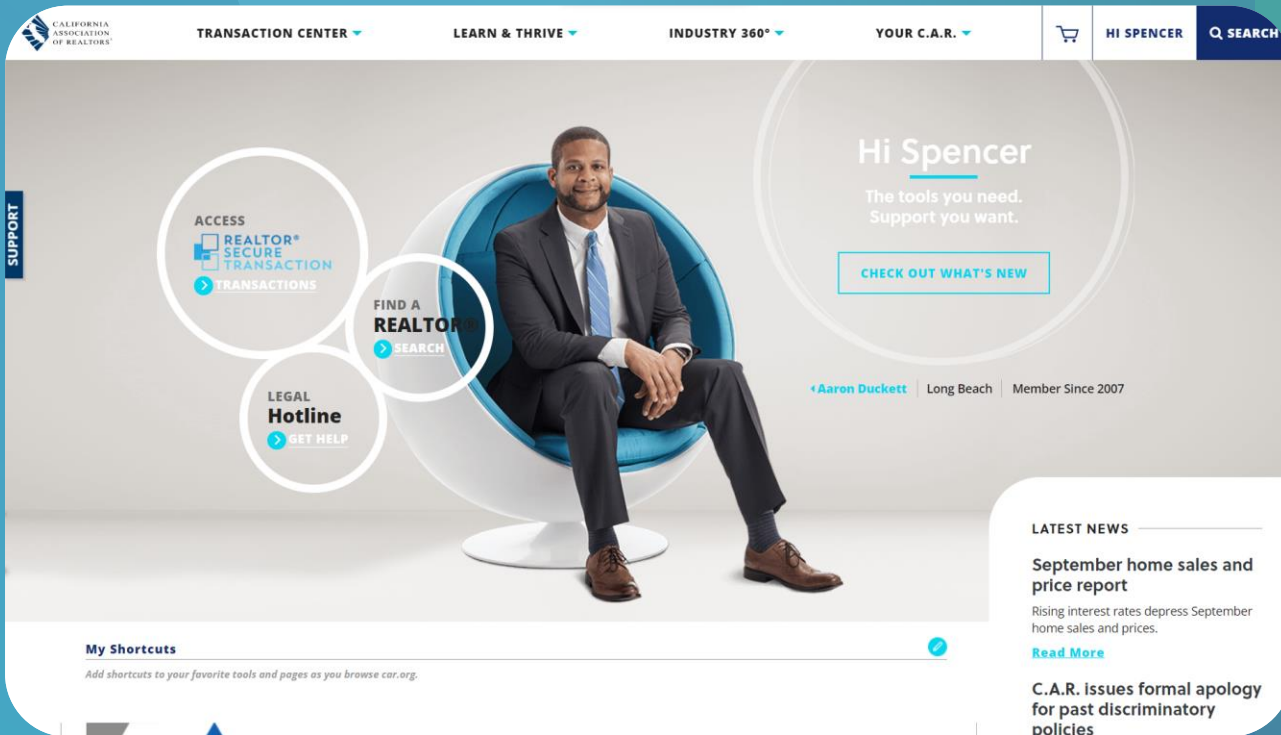 CALIFORNIA
ASSOCIATION
OF REALTORS®
TRANSACTION CENTER
LEARN & THRIVE
INDUSTRY 360°
YOUR C.A.R.
HI SPENCER
SEARCH
SUPPORT
ACCESS
REALTOR®
SECURE
TRANSACTION
TRANSACTIONS
FIND A
REALTOR®
SEARCH
LEGAL
Hotline
GET HELP
Hi Spencer
The tools you need.
Support you want.
CHECK OUT WHAT'S NEW
Aaron Duckett
Long Beach
Member Since 2007
My Shortcuts
Add shortcuts to your favorite tools and pages as you browse car.org.
LATEST NEWS
September home sales and
price report
Rising interest rates depress September
home sales and prices.
Read More
C.A.R. issues formal apology
for past discriminatory
policies